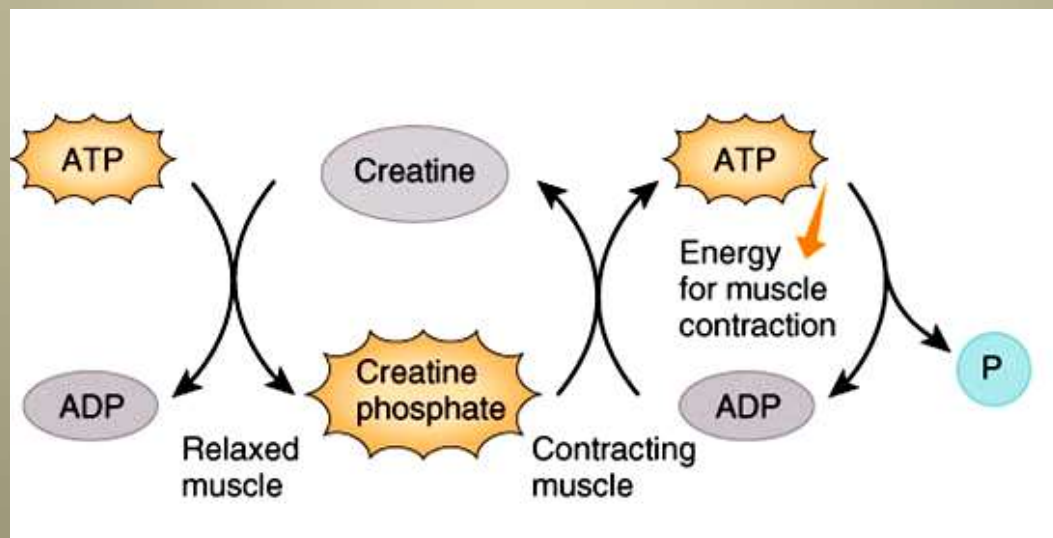 ATP
Creatine
ATP
Energy
for muscle
contraction
P
ADP
Creatine
phosphate
ADP
Relaxed
muscle
Contracting
muscle